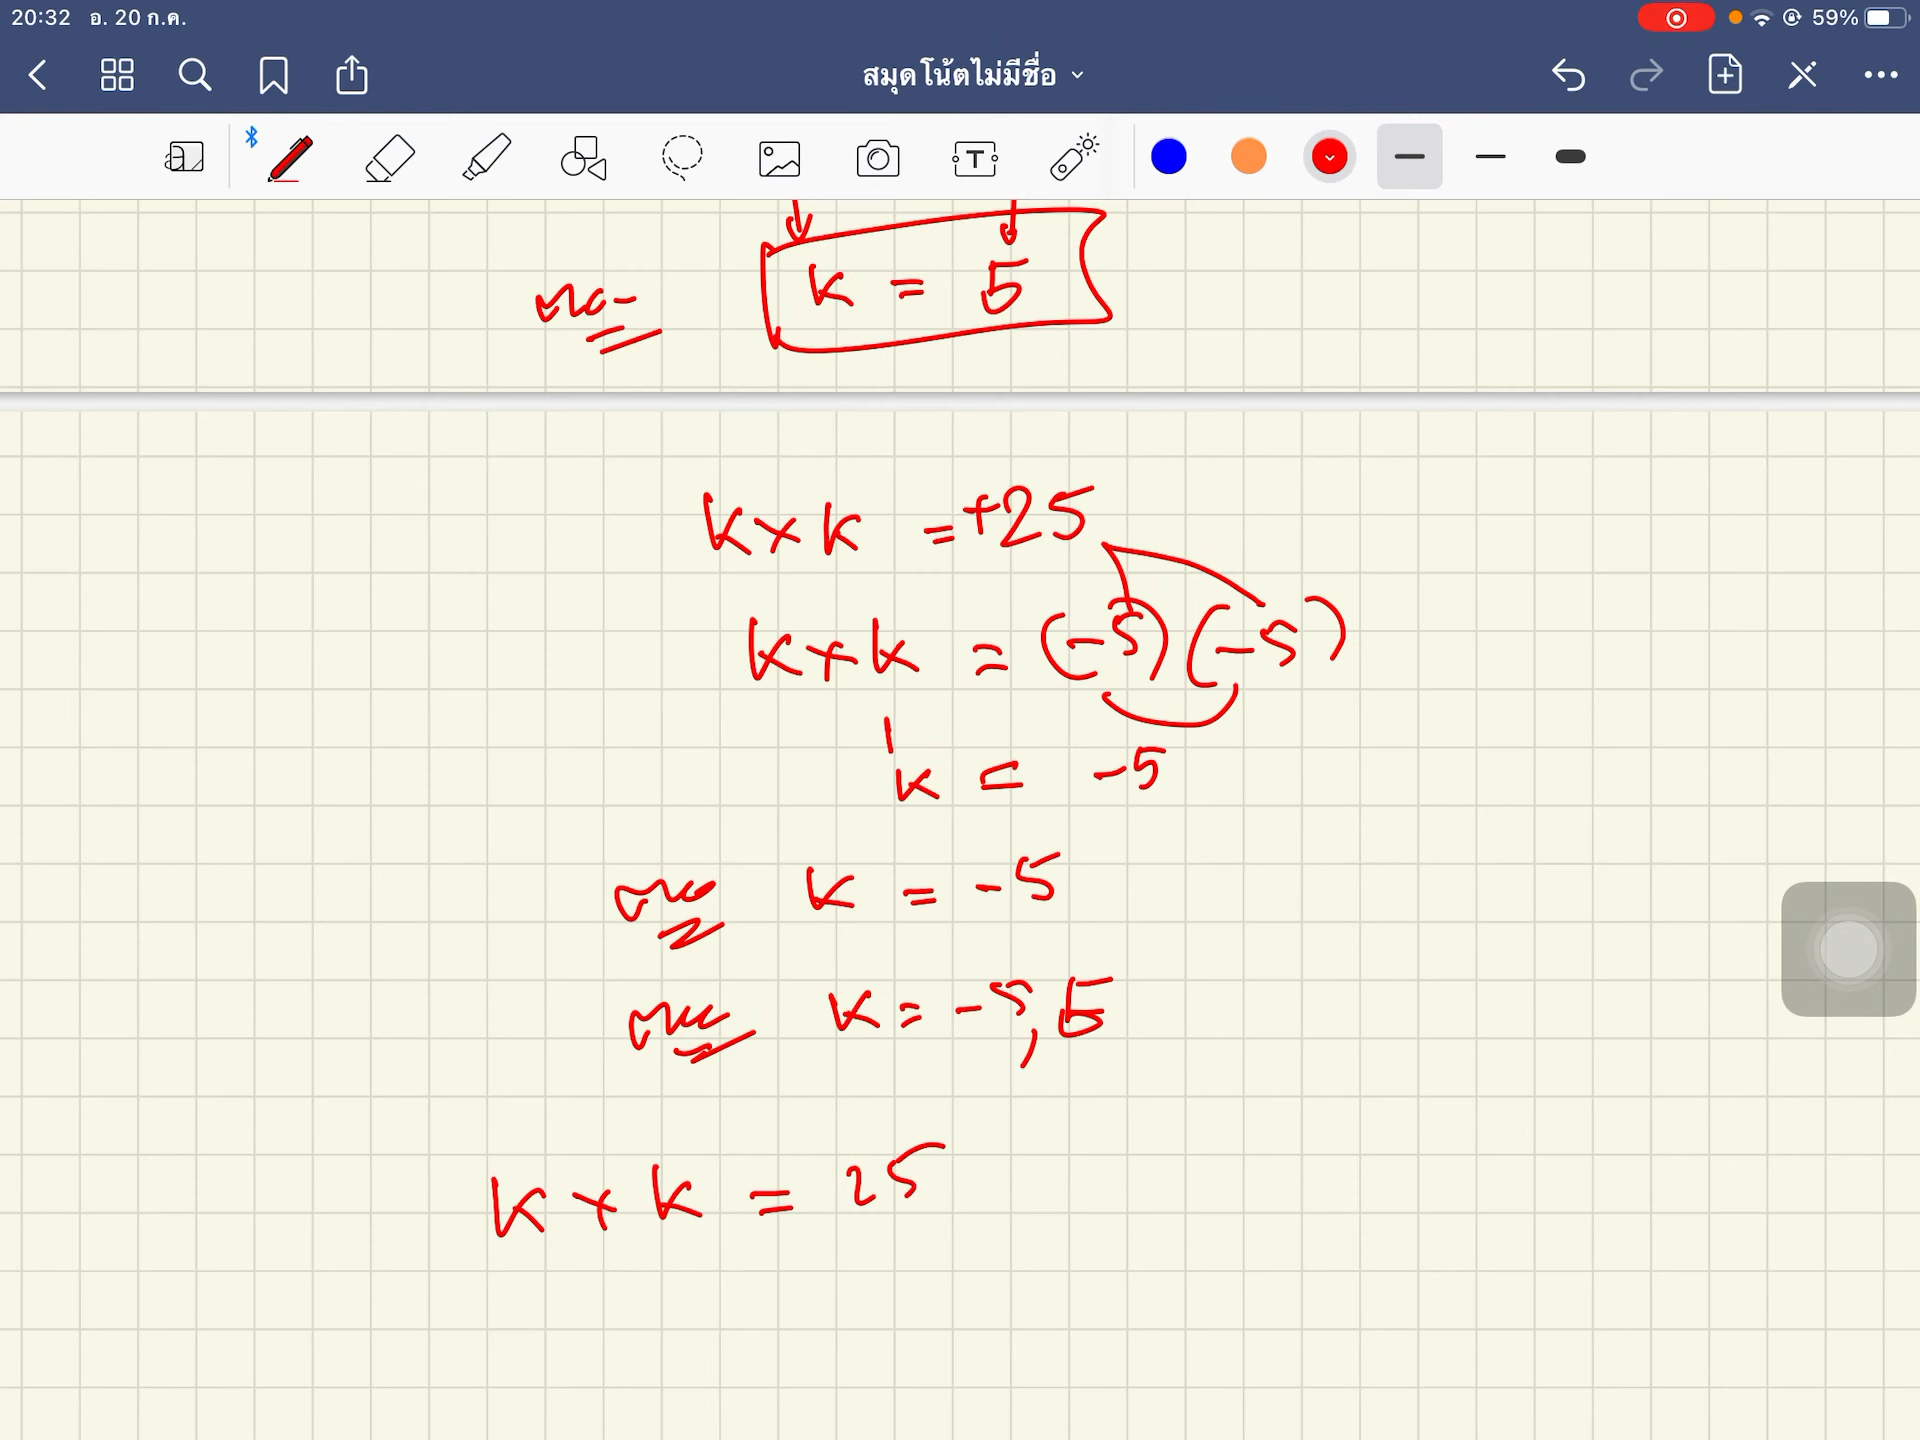 20:32 อ. 20 ก.ค. 59%
สมุดโน้ตไม่มีชื่อ
k = 5
k × k = +25
k × k = (-5)(-5)
k = -5
k = -5
k = -5, 5
k × k = 25